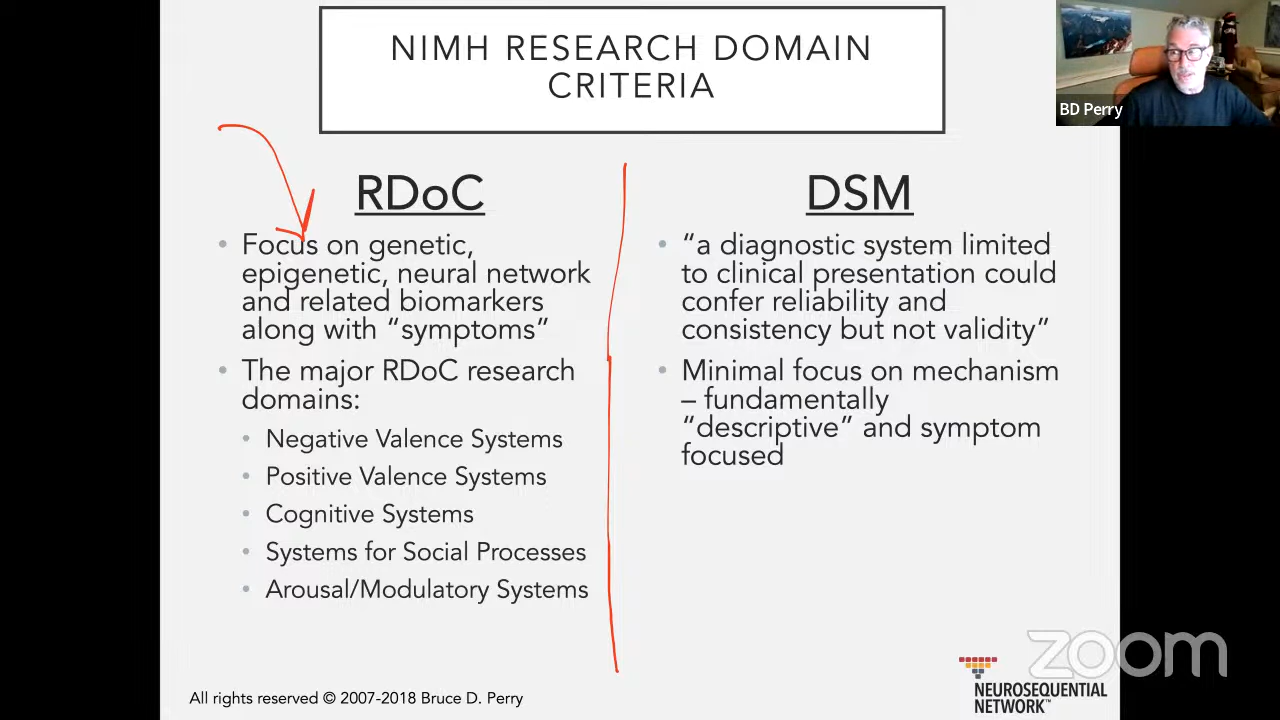 NIMH RESEARCH DOMAIN
CRITERIA
BD Perry
RDoC
• Focus on genetic,
epigenetic, neural network
and related biomarkers
along with “symptoms”
• The major RDoC research
domains:
• Negative Valence Systems
• Positive Valence Systems
• Cognitive Systems
• Systems for Social Processes
• Arousal/Modulatory Systems
DSM
• “a diagnostic system limited
to clinical presentation could
confer reliability and
consistency but not validity”
• Minimal focus on mechanism
– fundamentally
“descriptive” and symptom
focused
All rights reserved © 2007-2018 Bruce D. Perry
zoom
NEUROSEQUENTIAL
NETWORK™